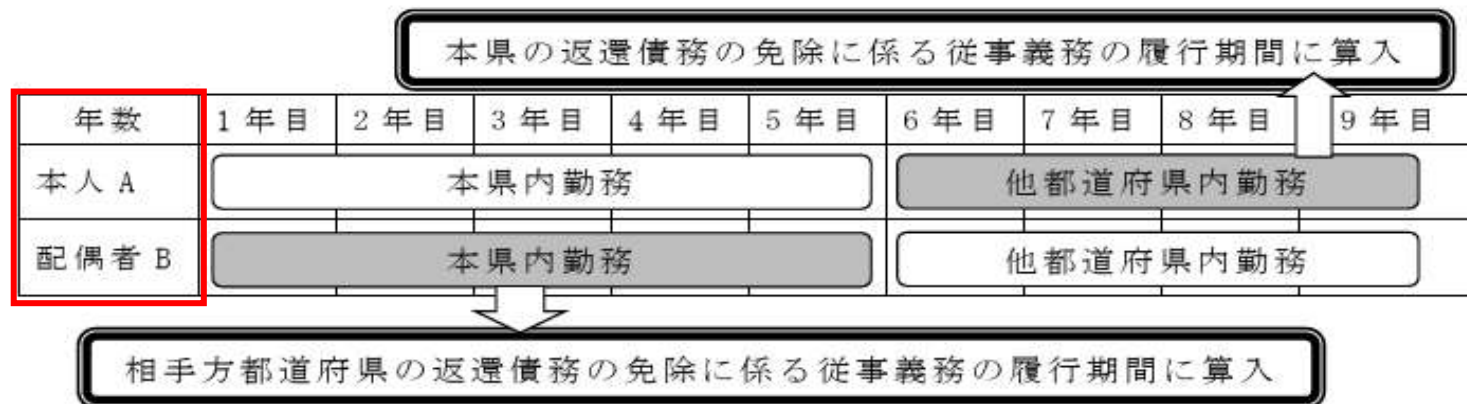 本県の返還債務の免除に係る従事義務の履行期間に算入
年数 1年目 2年目 3年目 4年目 5年目 6年目 7年目 8年目 9年目
本人A 本県内勤務 他都道府県内勤務
配偶者B 本県内勤務 他都道府県内勤務
相手方都道府県の返還債務の免除に係る従事義務の履行期間に算入